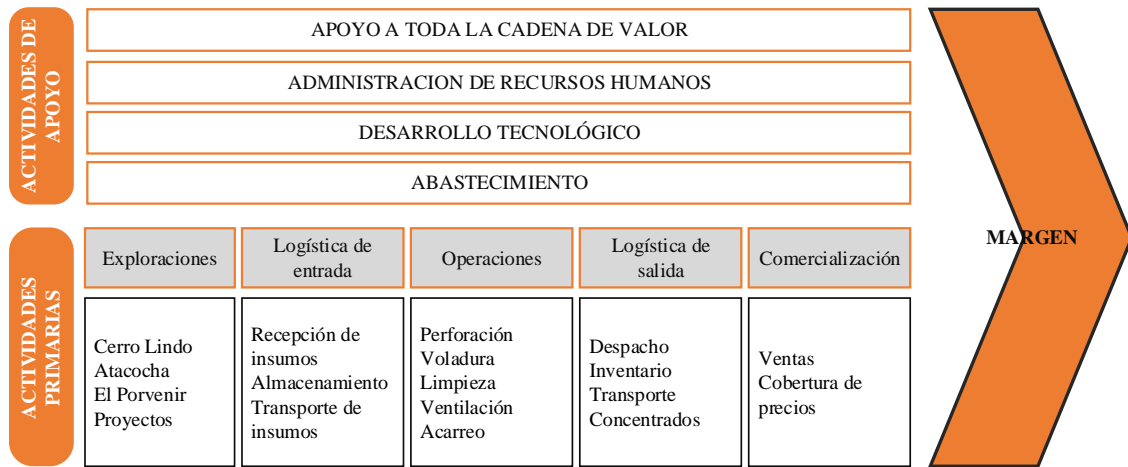 ACTIVIDADES DE
APOYO
APOYO A TODA LA CADENA DE VALOR
ADMINISTRACION DE RECURSOS HUMANOS
DESARROLLO TECNOLÓGICO
ABASTECIMIENTO
MARGEN
ACTIVIDADES
PRIMARIAS
Exploraciones
Logística de
entrada
Operaciones
Logística de
salida
Comercialización
Cerro Lindo
Atacocha
El Porvenir
Proyectos
Recepción de
insumos
Almacenamiento
Transporte de
insumos
Perforación
Voladura
Limpieza
Ventilación
Acarreo
Despacho
Inventario
Transporte
Concentrados
Ventas
Cobertura de
precios